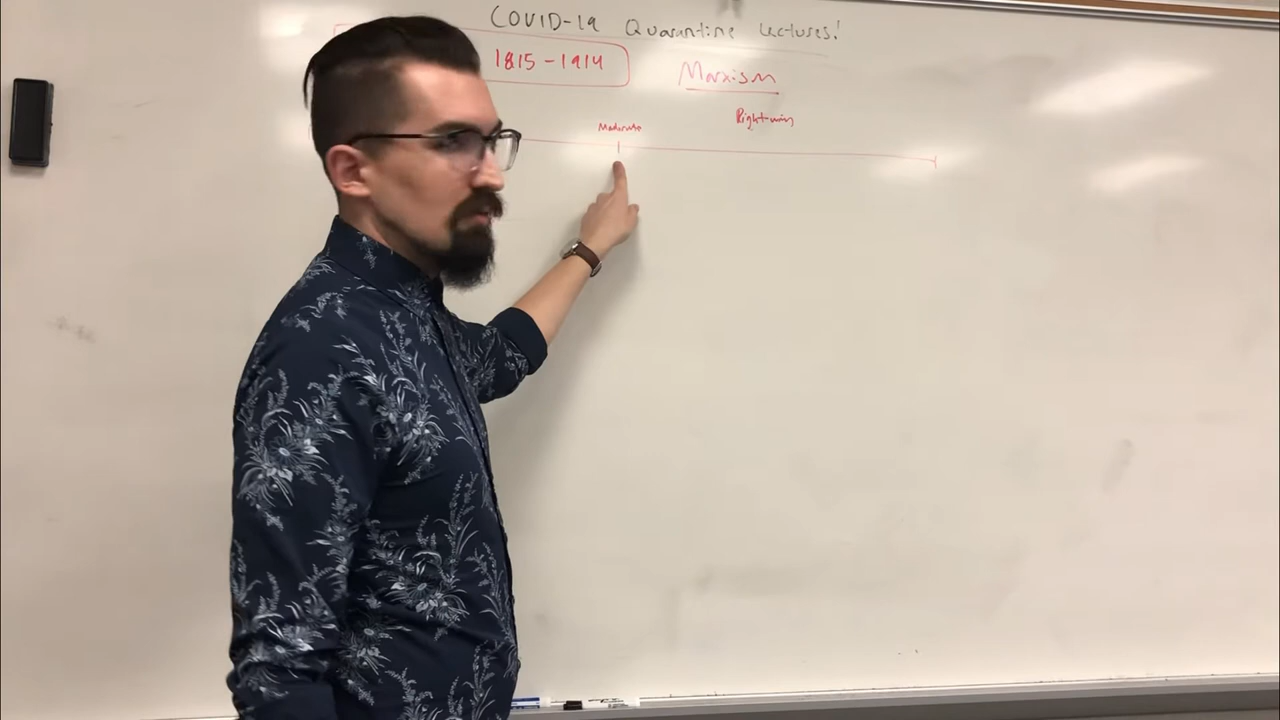 COVID-19 Quarantine Lectures!
1815-1914
Marxism
Right-wing
Moderate